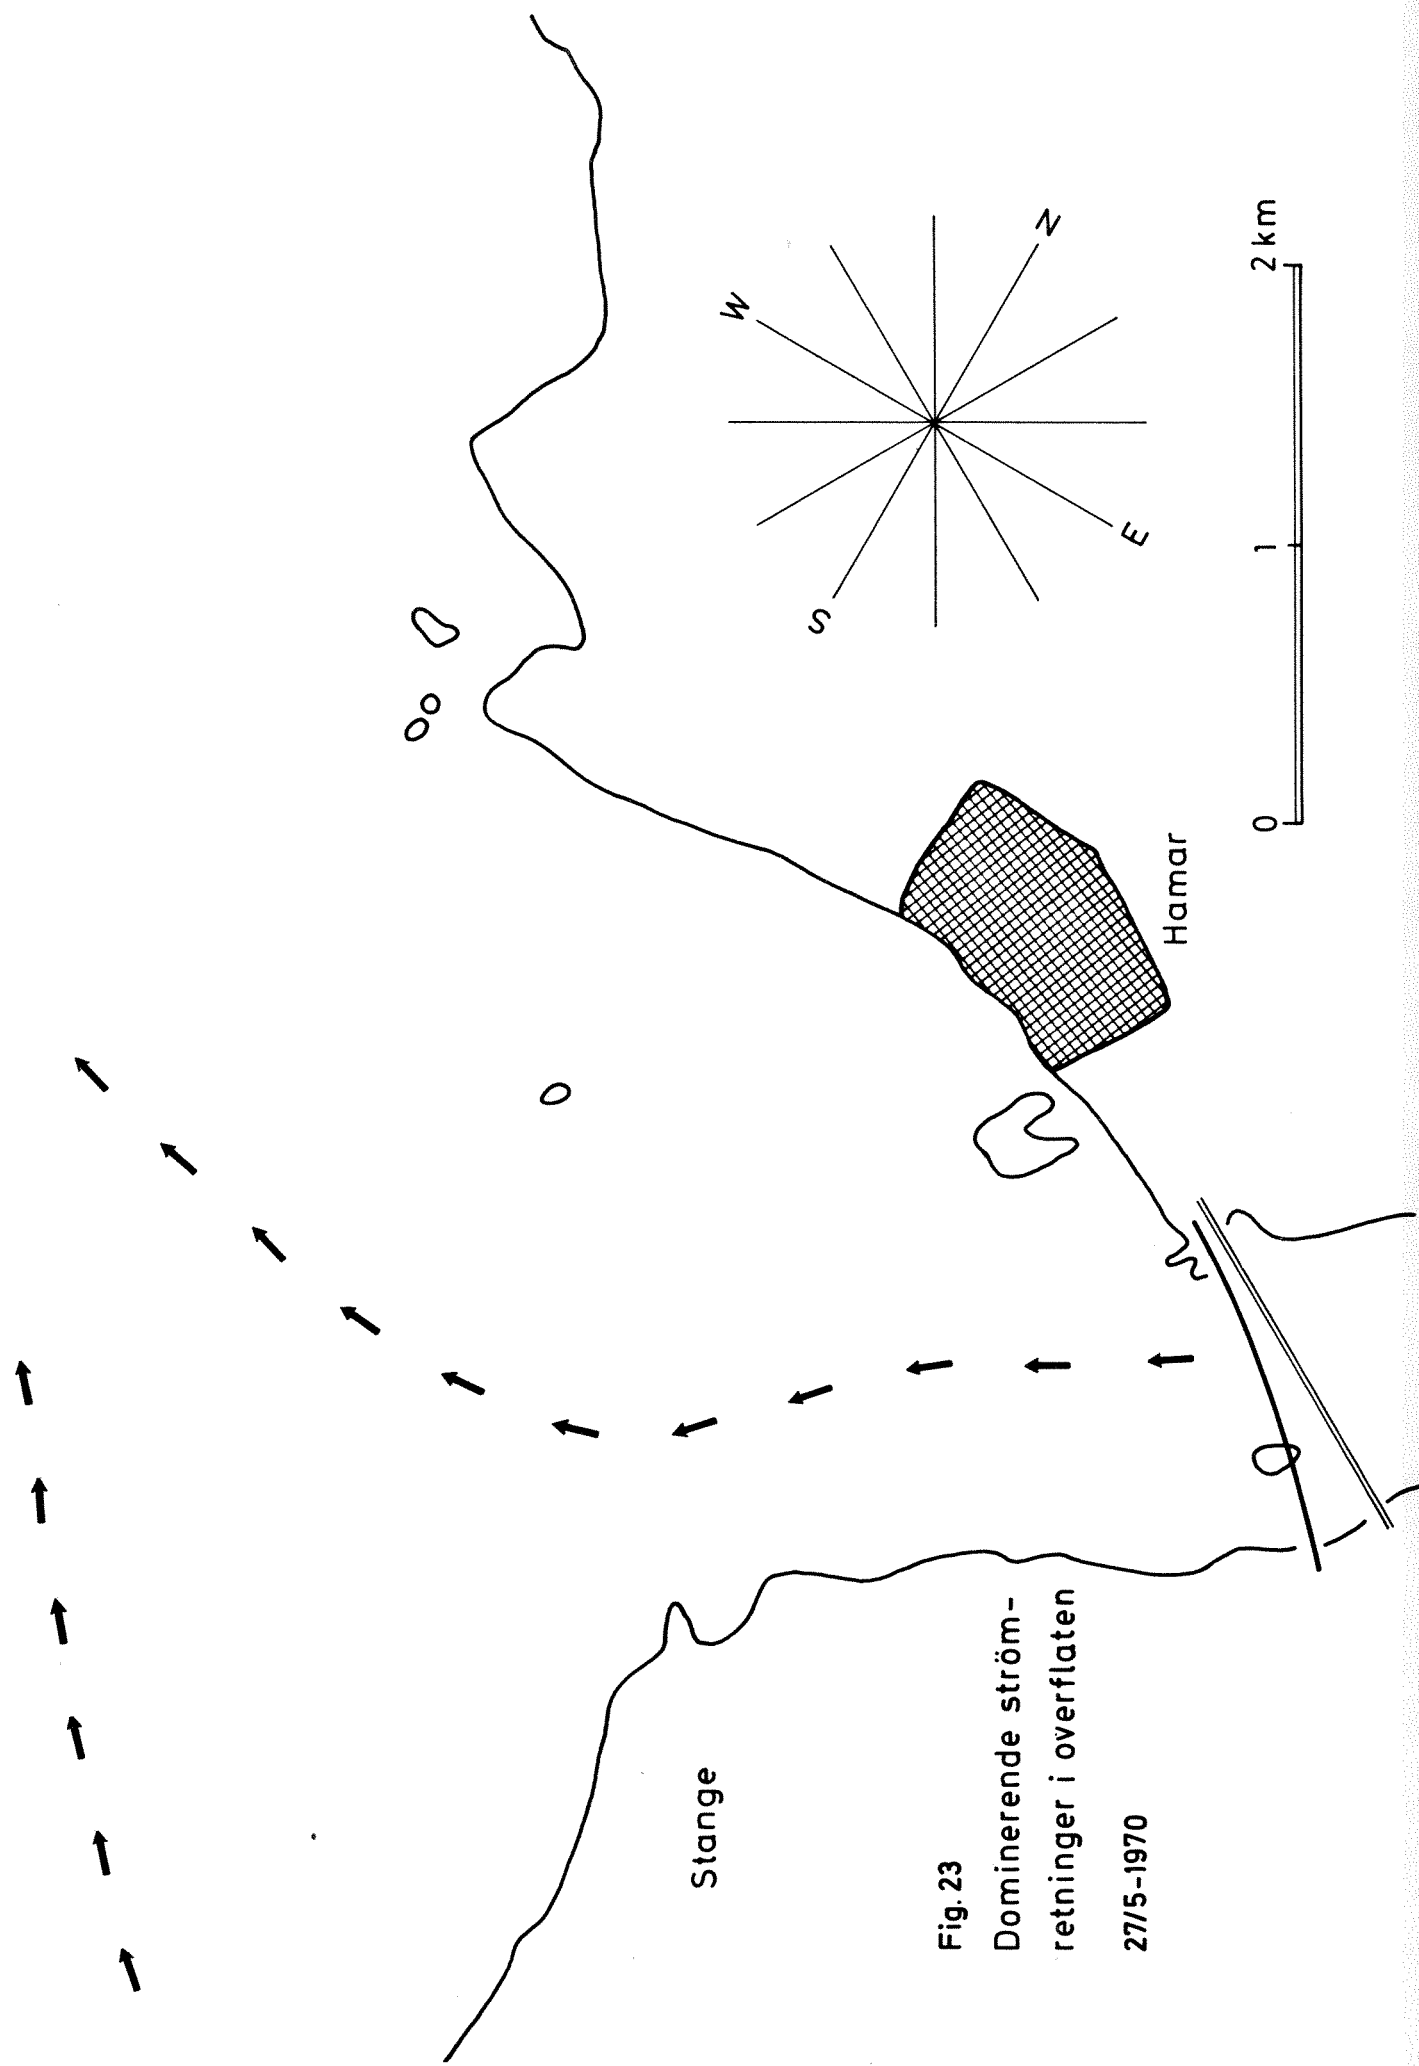 W
N
S
E
0 1 2 km
Hamar
Stange
Fig. 23
Dominerende ström-
retninger i overflaten
27/5-1970